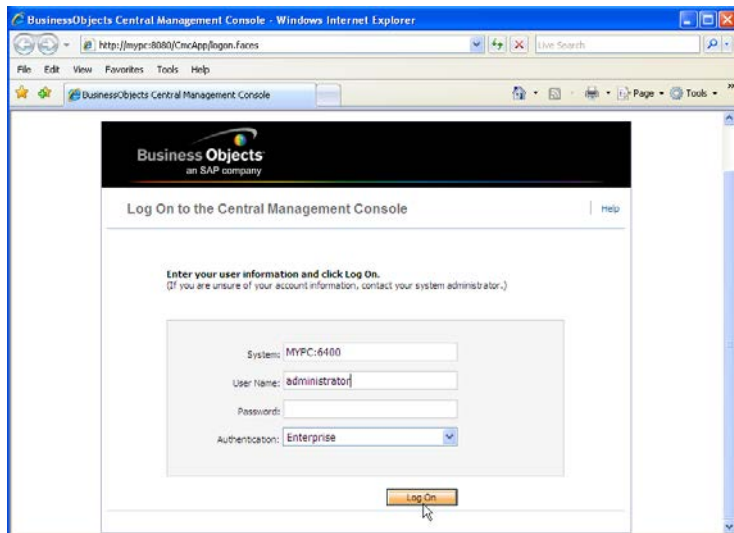 BusinessObjects Central Management Console - Windows Internet Explorer
http://mypc:8080/CmcApp/logon.faces
Live Search
File Edit View Favorites Tools Help
BusinessObjects Central Management Console
Page Tools
Business Objects
an SAP company
Log On to the Central Management Console
Help
Enter your user information and click Log On.
(If you are unsure of your account information, contact your system administrator.)
System: MYPC:6400
User Name: administrator
Password:
Authentication: Enterprise
Log On